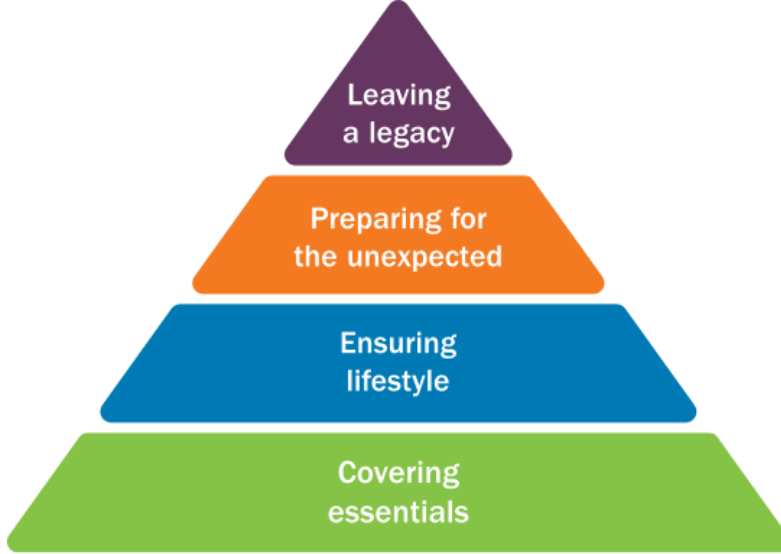 Leaving
a legacy
Preparing for
the unexpected
Ensuring
lifestyle
Covering
essentials